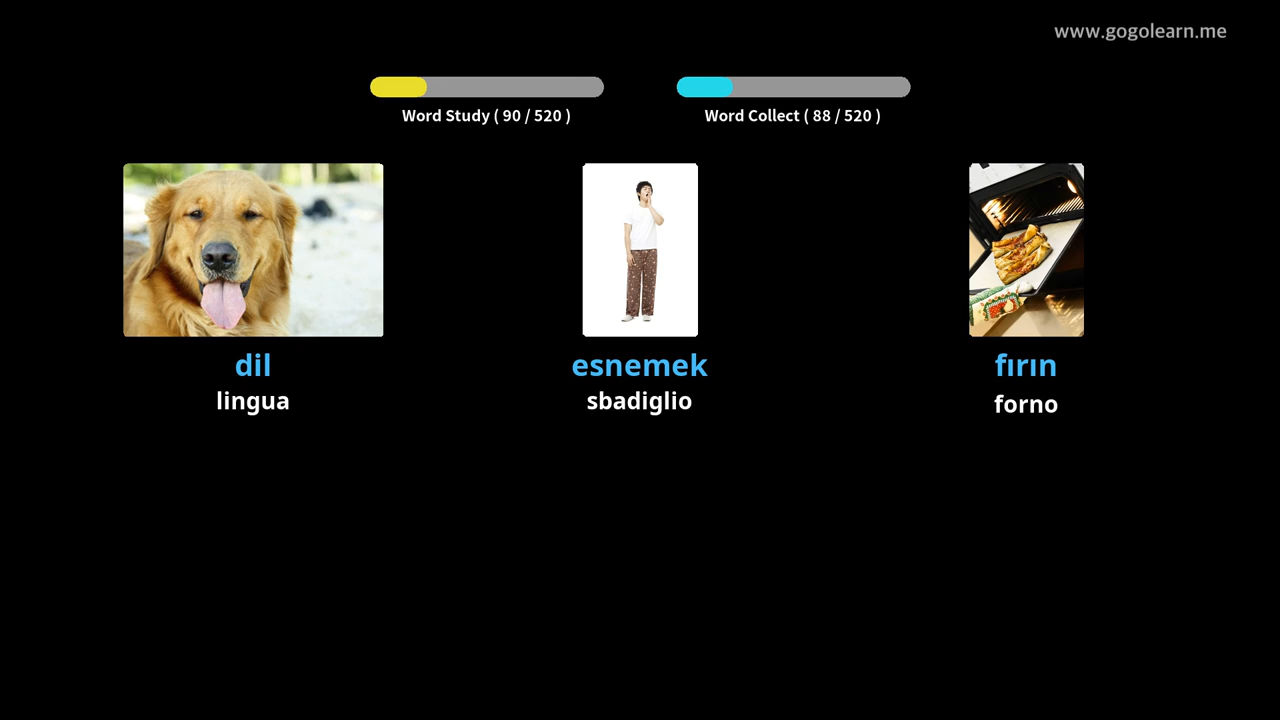 www.gogolearn.me
Word Study ( 90 / 520 )
Word Collect ( 88 / 520 )
dil
lingua
esnemek
sbadiglio
fırın
forno